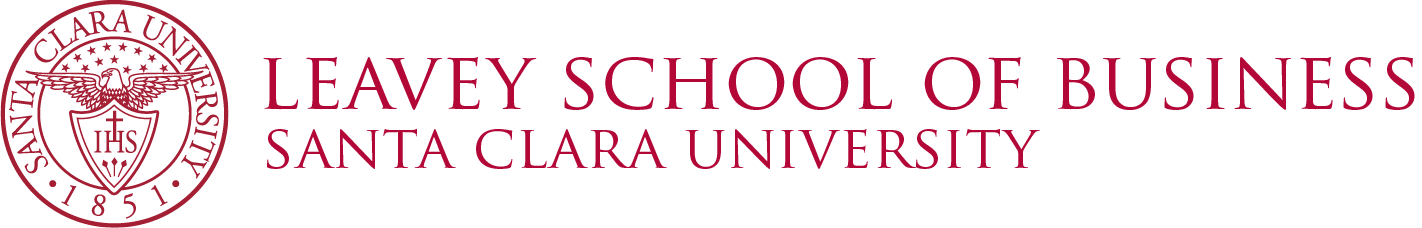 SANTA CLARA UNIVERSITY
IHS
• 1851 •
LEAVEY SCHOOL OF BUSINESS
SANTA CLARA UNIVERSITY